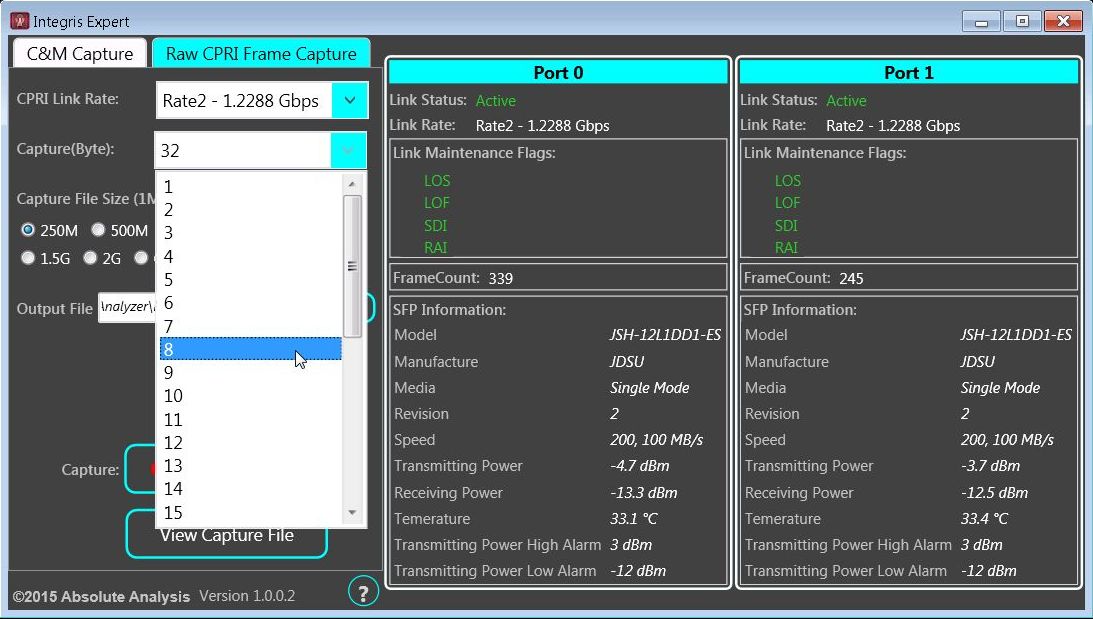 Integris Expert
C&M Capture
Raw CPRI Frame Capture
CPRI Link Rate:
Rate2 - 1.2288 Gbps
Capture(Byte):
32
1
2
3
4
5
6
7
8
9
10
11
12
13
14
15
Capture File Size (1M
250M
500M
1.5G
2G
Output File
\nalyzer\
Capture:
View Capture File
©2015 Absolute Analysis Version 1.0.0.2
?
Port 0
Link Status: Active
Link Rate: Rate2 - 1.2288 Gbps
Link Maintenance Flags:
LOS
LOF
SDI
RAI
FrameCount: 339
SFP Information:
Model JSH-12L1DD1-ES
Manufacture JDSU
Media Single Mode
Revision 2
Speed 200, 100 MB/s
Transmitting Power -4.7 dBm
Receiving Power -13.3 dBm
Temerature 33.1 °C
Transmitting Power High Alarm 3 dBm
Transmitting Power Low Alarm -12 dBm
Port 1
Link Status: Active
Link Rate: Rate2 - 1.2288 Gbps
Link Maintenance Flags:
LOS
LOF
SDI
RAI
FrameCount: 245
SFP Information:
Model JSH-12L1DD1-ES
Manufacture JDSU
Media Single Mode
Revision 2
Speed 200, 100 MB/s
Transmitting Power -3.7 dBm
Receiving Power -12.5 dBm
Temerature 33.4 °C
Transmitting Power High Alarm 3 dBm
Transmitting Power Low Alarm -12 dBm